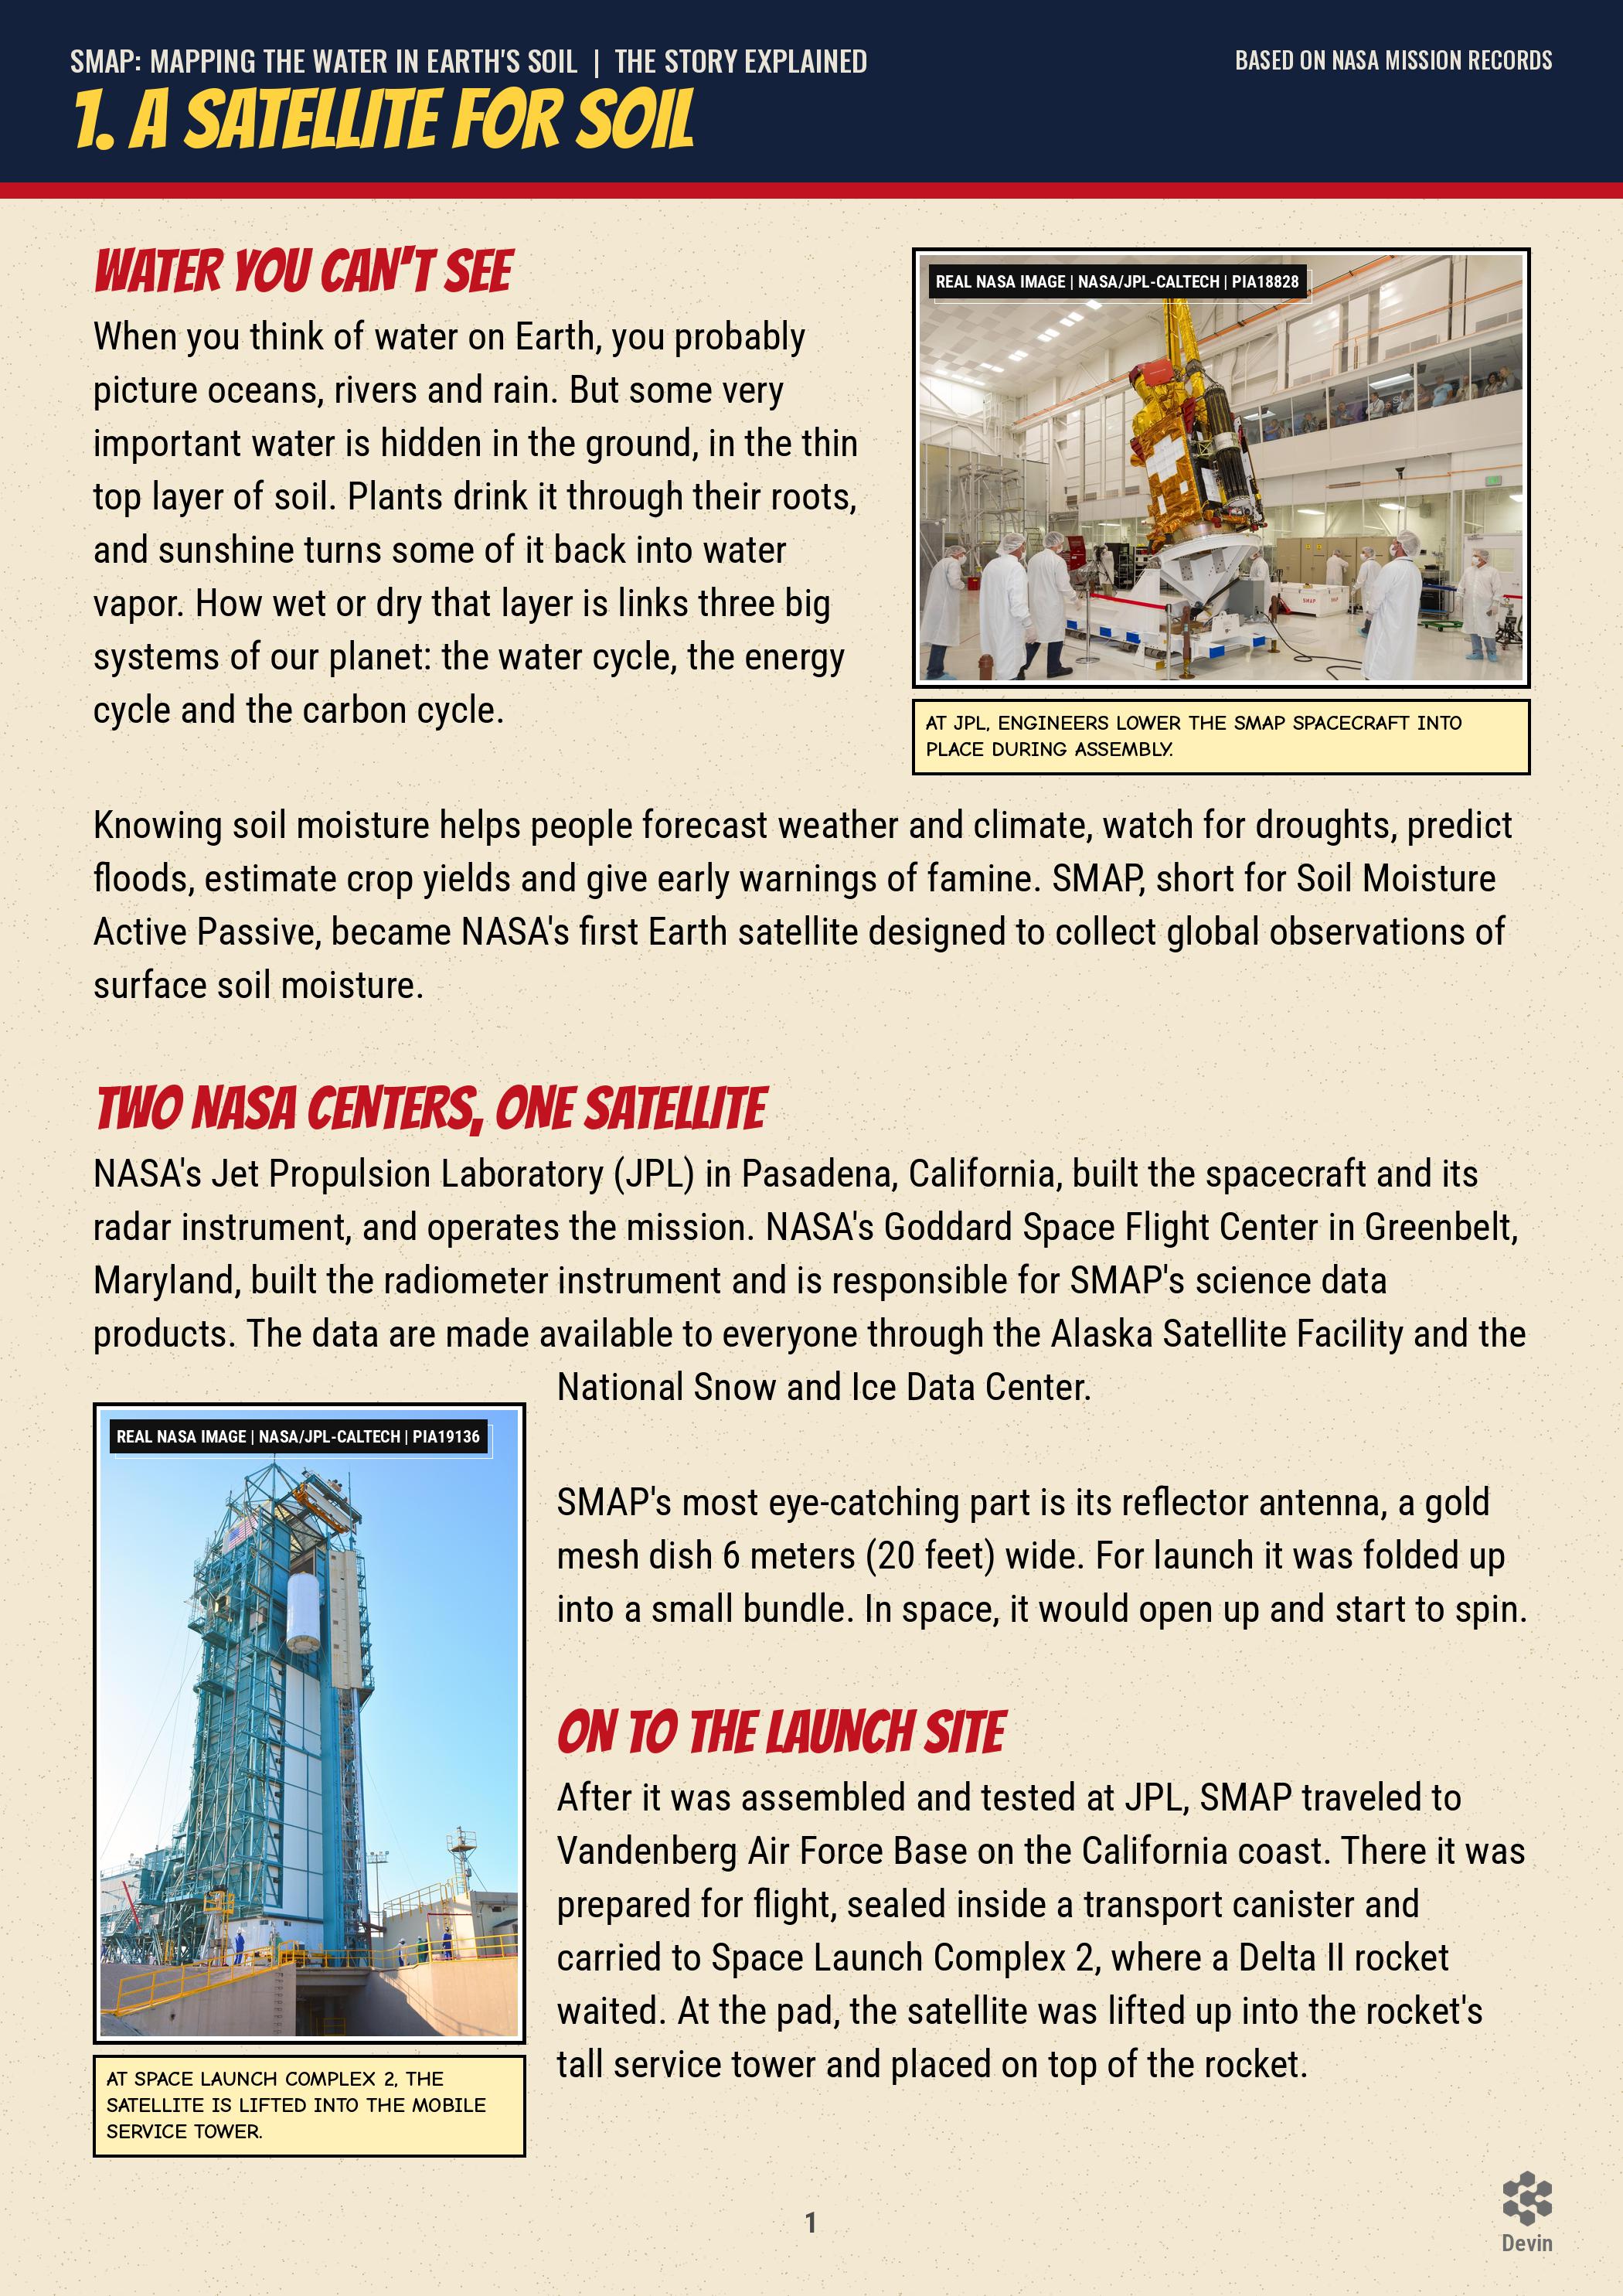 SMAP: MAPPING THE WATER IN EARTH'S SOIL | THE STORY EXPLAINED
BASED ON NASA MISSION RECORDS
1. A SATELLITE FOR SOIL
WATER YOU CAN'T SEE
When you think of water on Earth, you probably
picture oceans, rivers and rain. But some very
important water is hidden in the ground, in the thin
top layer of soil. Plants drink it through their roots,
and sunshine turns some of it back into water
vapor. How wet or dry that layer is links three big
systems of our planet: the water cycle, the energy
cycle and the carbon cycle.
REAL NASA IMAGE | NASA/JPL-CALTECH | PIA18828
SMAP
SMAP
AT JPL, ENGINEERS LOWER THE SMAP SPACECRAFT INTO
PLACE DURING ASSEMBLY.
Knowing soil moisture helps people forecast weather and climate, watch for droughts, predict
floods, estimate crop yields and give early warnings of famine. SMAP, short for Soil Moisture
Active Passive, became NASA's first Earth satellite designed to collect global observations of
surface soil moisture.
TWO NASA CENTERS, ONE SATELLITE
NASA's Jet Propulsion Laboratory (JPL) in Pasadena, California, built the spacecraft and its
radar instrument, and operates the mission. NASA's Goddard Space Flight Center in Greenbelt,
Maryland, built the radiometer instrument and is responsible for SMAP's science data
products. The data are made available to everyone through the Alaska Satellite Facility and the
National Snow and Ice Data Center.
REAL NASA IMAGE | NASA/JPL-CALTECH | PIA19136
AT SPACE LAUNCH COMPLEX 2, THE
SATELLITE IS LIFTED INTO THE MOBILE
SERVICE TOWER.
SMAP's most eye-catching part is its reflector antenna, a gold
mesh dish 6 meters (20 feet) wide. For launch it was folded up
into a small bundle. In space, it would open up and start to spin.
ON TO THE LAUNCH SITE
After it was assembled and tested at JPL, SMAP traveled to
Vandenberg Air Force Base on the California coast. There it was
prepared for flight, sealed inside a transport canister and
carried to Space Launch Complex 2, where a Delta II rocket
waited. At the pad, the satellite was lifted up into the rocket's
tall service tower and placed on top of the rocket.
1
Devin